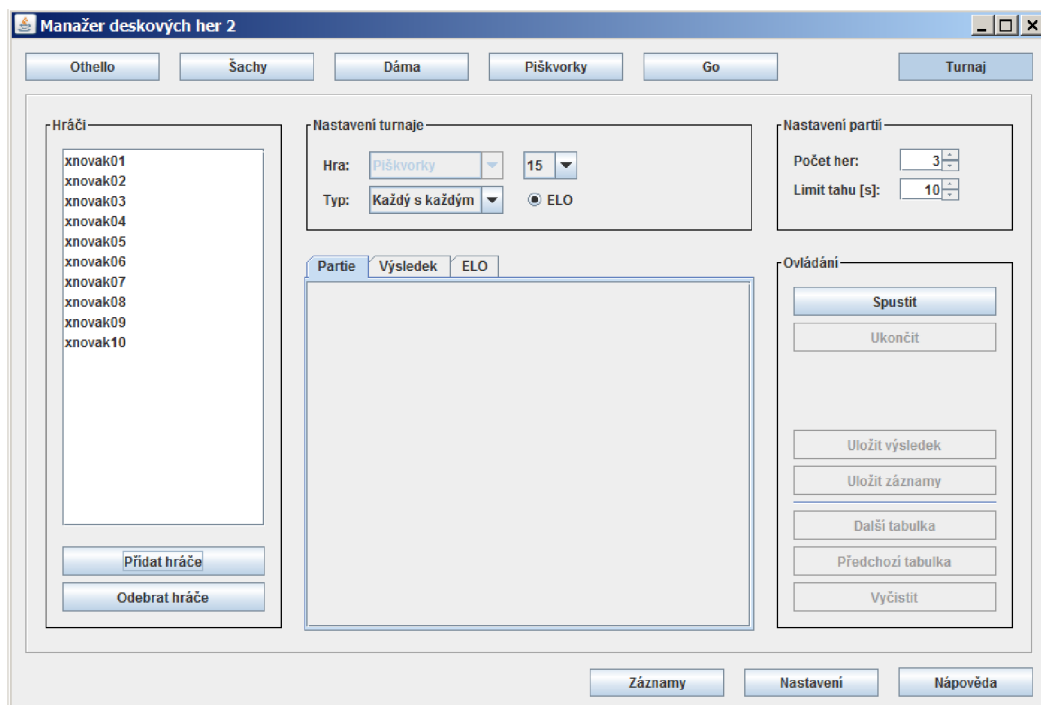 Manažer deskových her 2
Othello Šachy Dáma Piškvorky Go Turnaj
Hráči
xnovak01
xnovak02
xnovak03
xnovak04
xnovak05
xnovak06
xnovak07
xnovak08
xnovak09
xnovak10
Přidat hráče
Odebrat hráče
Nastavení turnaje
Hra: Piškvorky 15
Typ: Každý s každým ELO
Partie Výsledek ELO
Nastavení partií
Počet her: 3
Limit tahu [s]: 10
Ovládání
Spustit
Ukončit
Uložit výsledek
Uložit záznamy
Další tabulka
Předchozí tabulka
Vyčistit
Záznamy Nastavení Nápověda